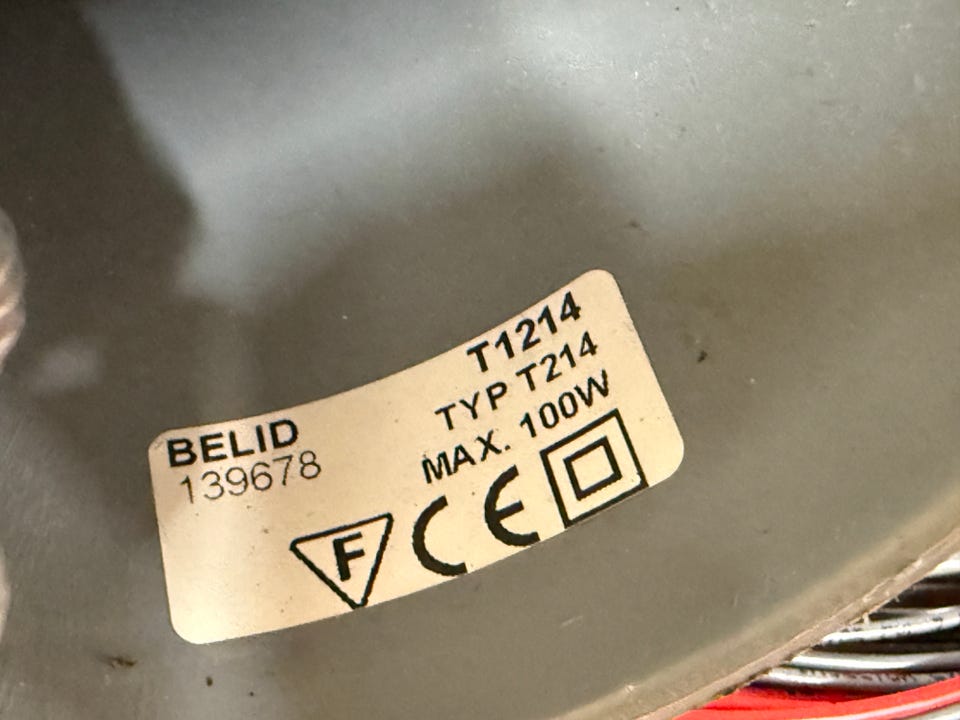 BELID
139678
T1214
TYP T214
MAX. 100W
F CE